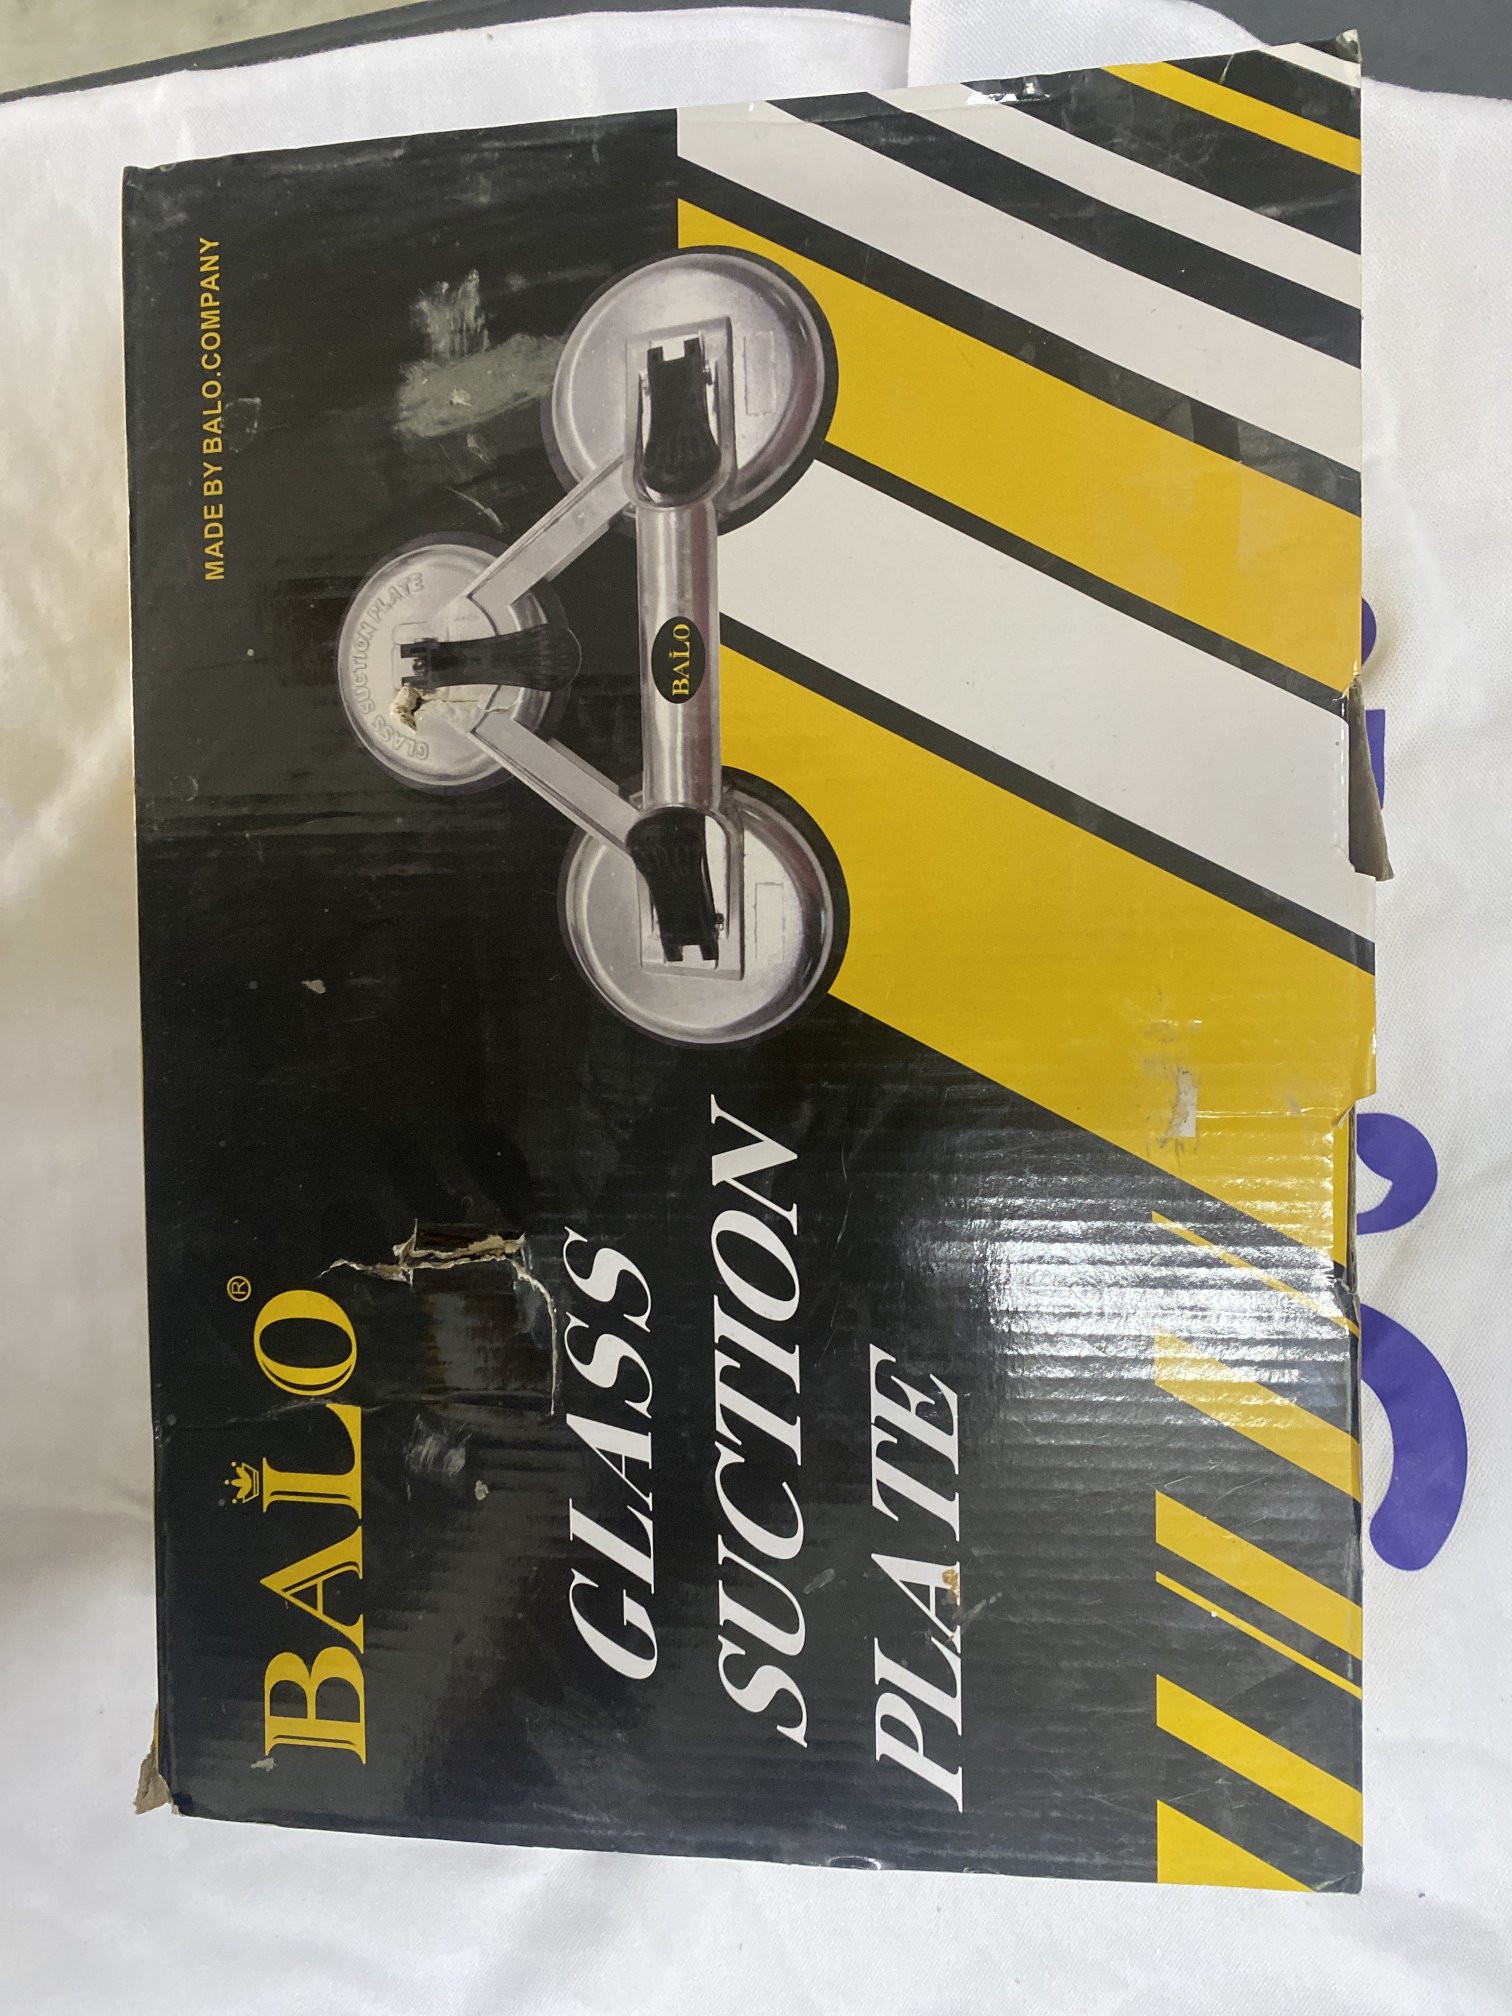 BALO ®
MADE BY BALO.COMPANY
GLASS
SUCTION
PLATE
GLASS SUCTION PLATE
BALO